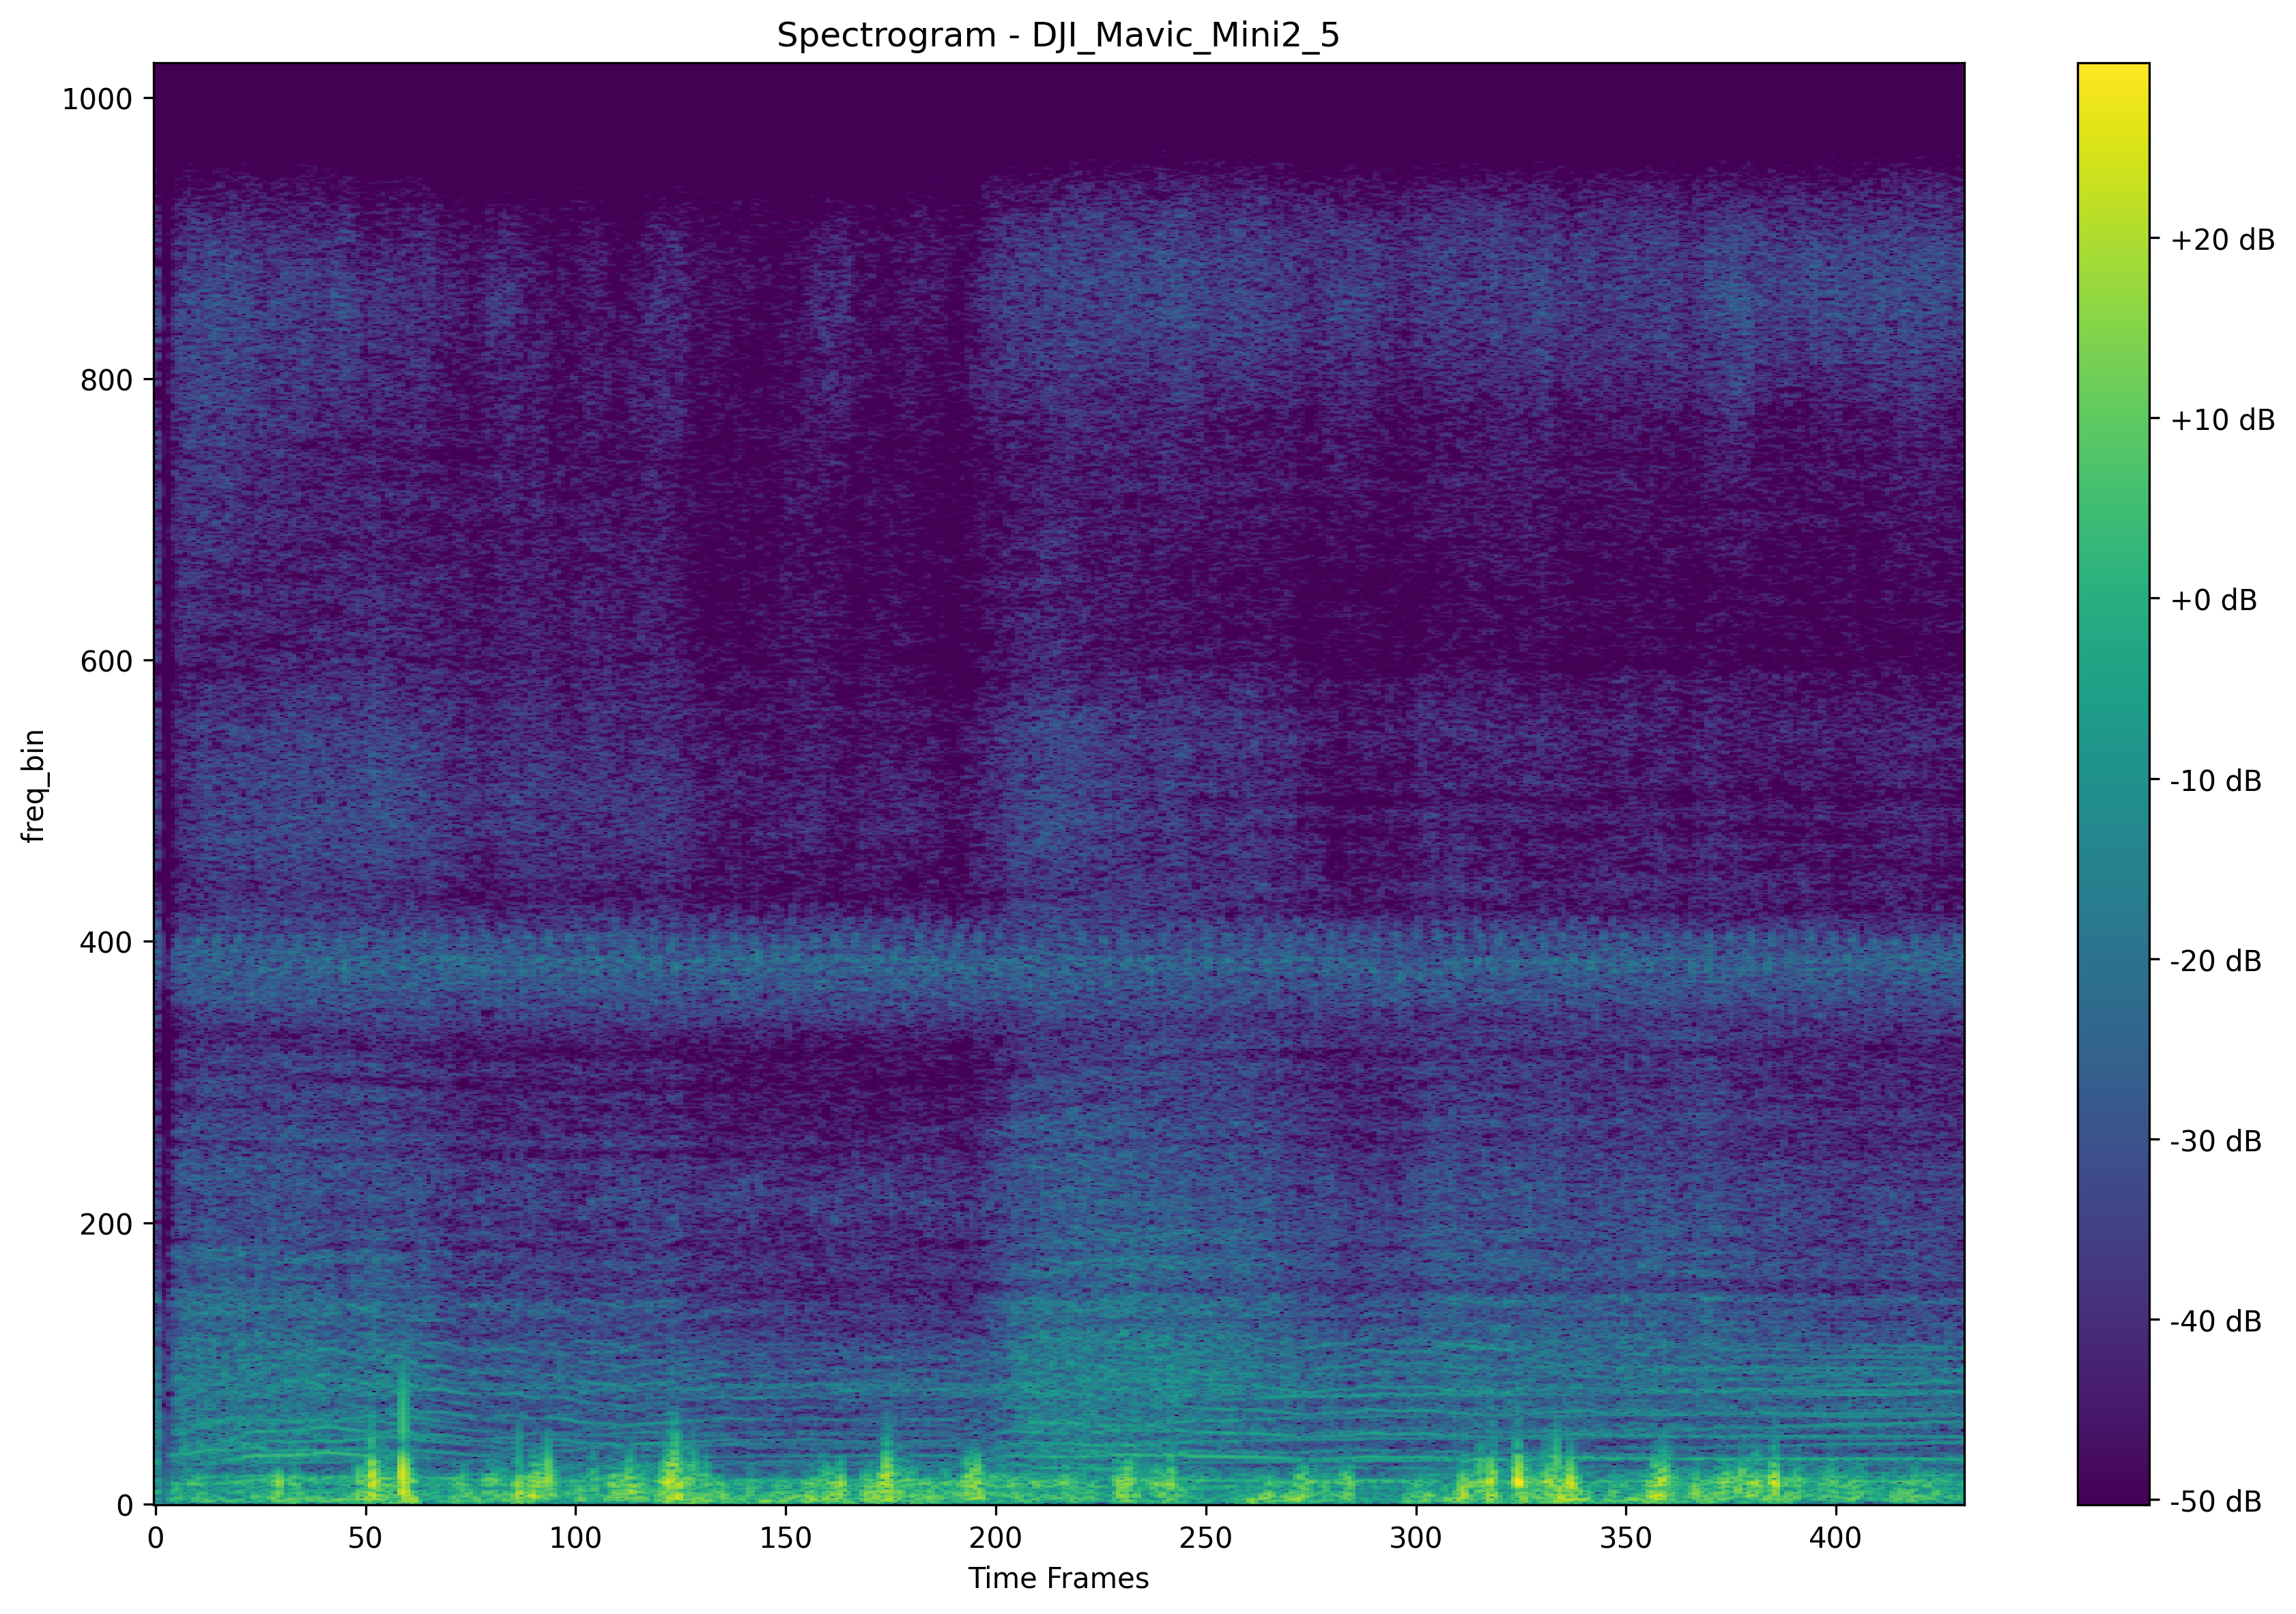 Spectrogram - DJI_Mavic_Mini2_5
1000
800
600
400
200
0
freq_bin
0 50 100 150 200 250 300 350 400
Time Frames
+20 dB
+10 dB
+0 dB
-10 dB
-20 dB
-30 dB
-40 dB
-50 dB